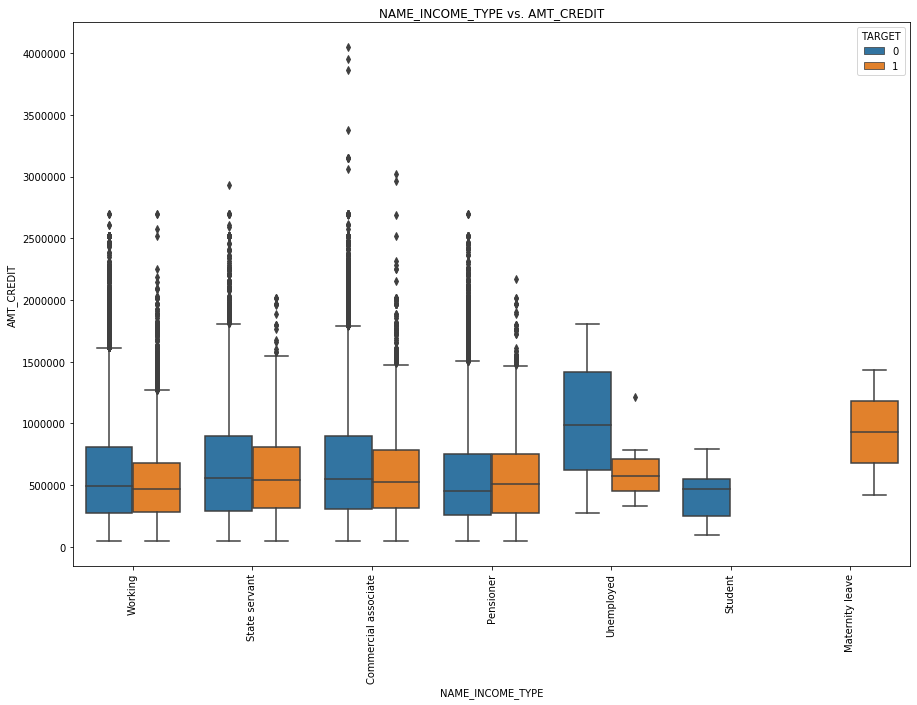 NAME_INCOME_TYPE vs. AMT_CREDIT
TARGET
0
1
AMT_CREDIT
4000000
3500000
3000000
2500000
2000000
1500000
1000000
500000
0
Working
State servant
Commercial associate
Pensioner
Unemployed
Student
Maternity leave
NAME_INCOME_TYPE